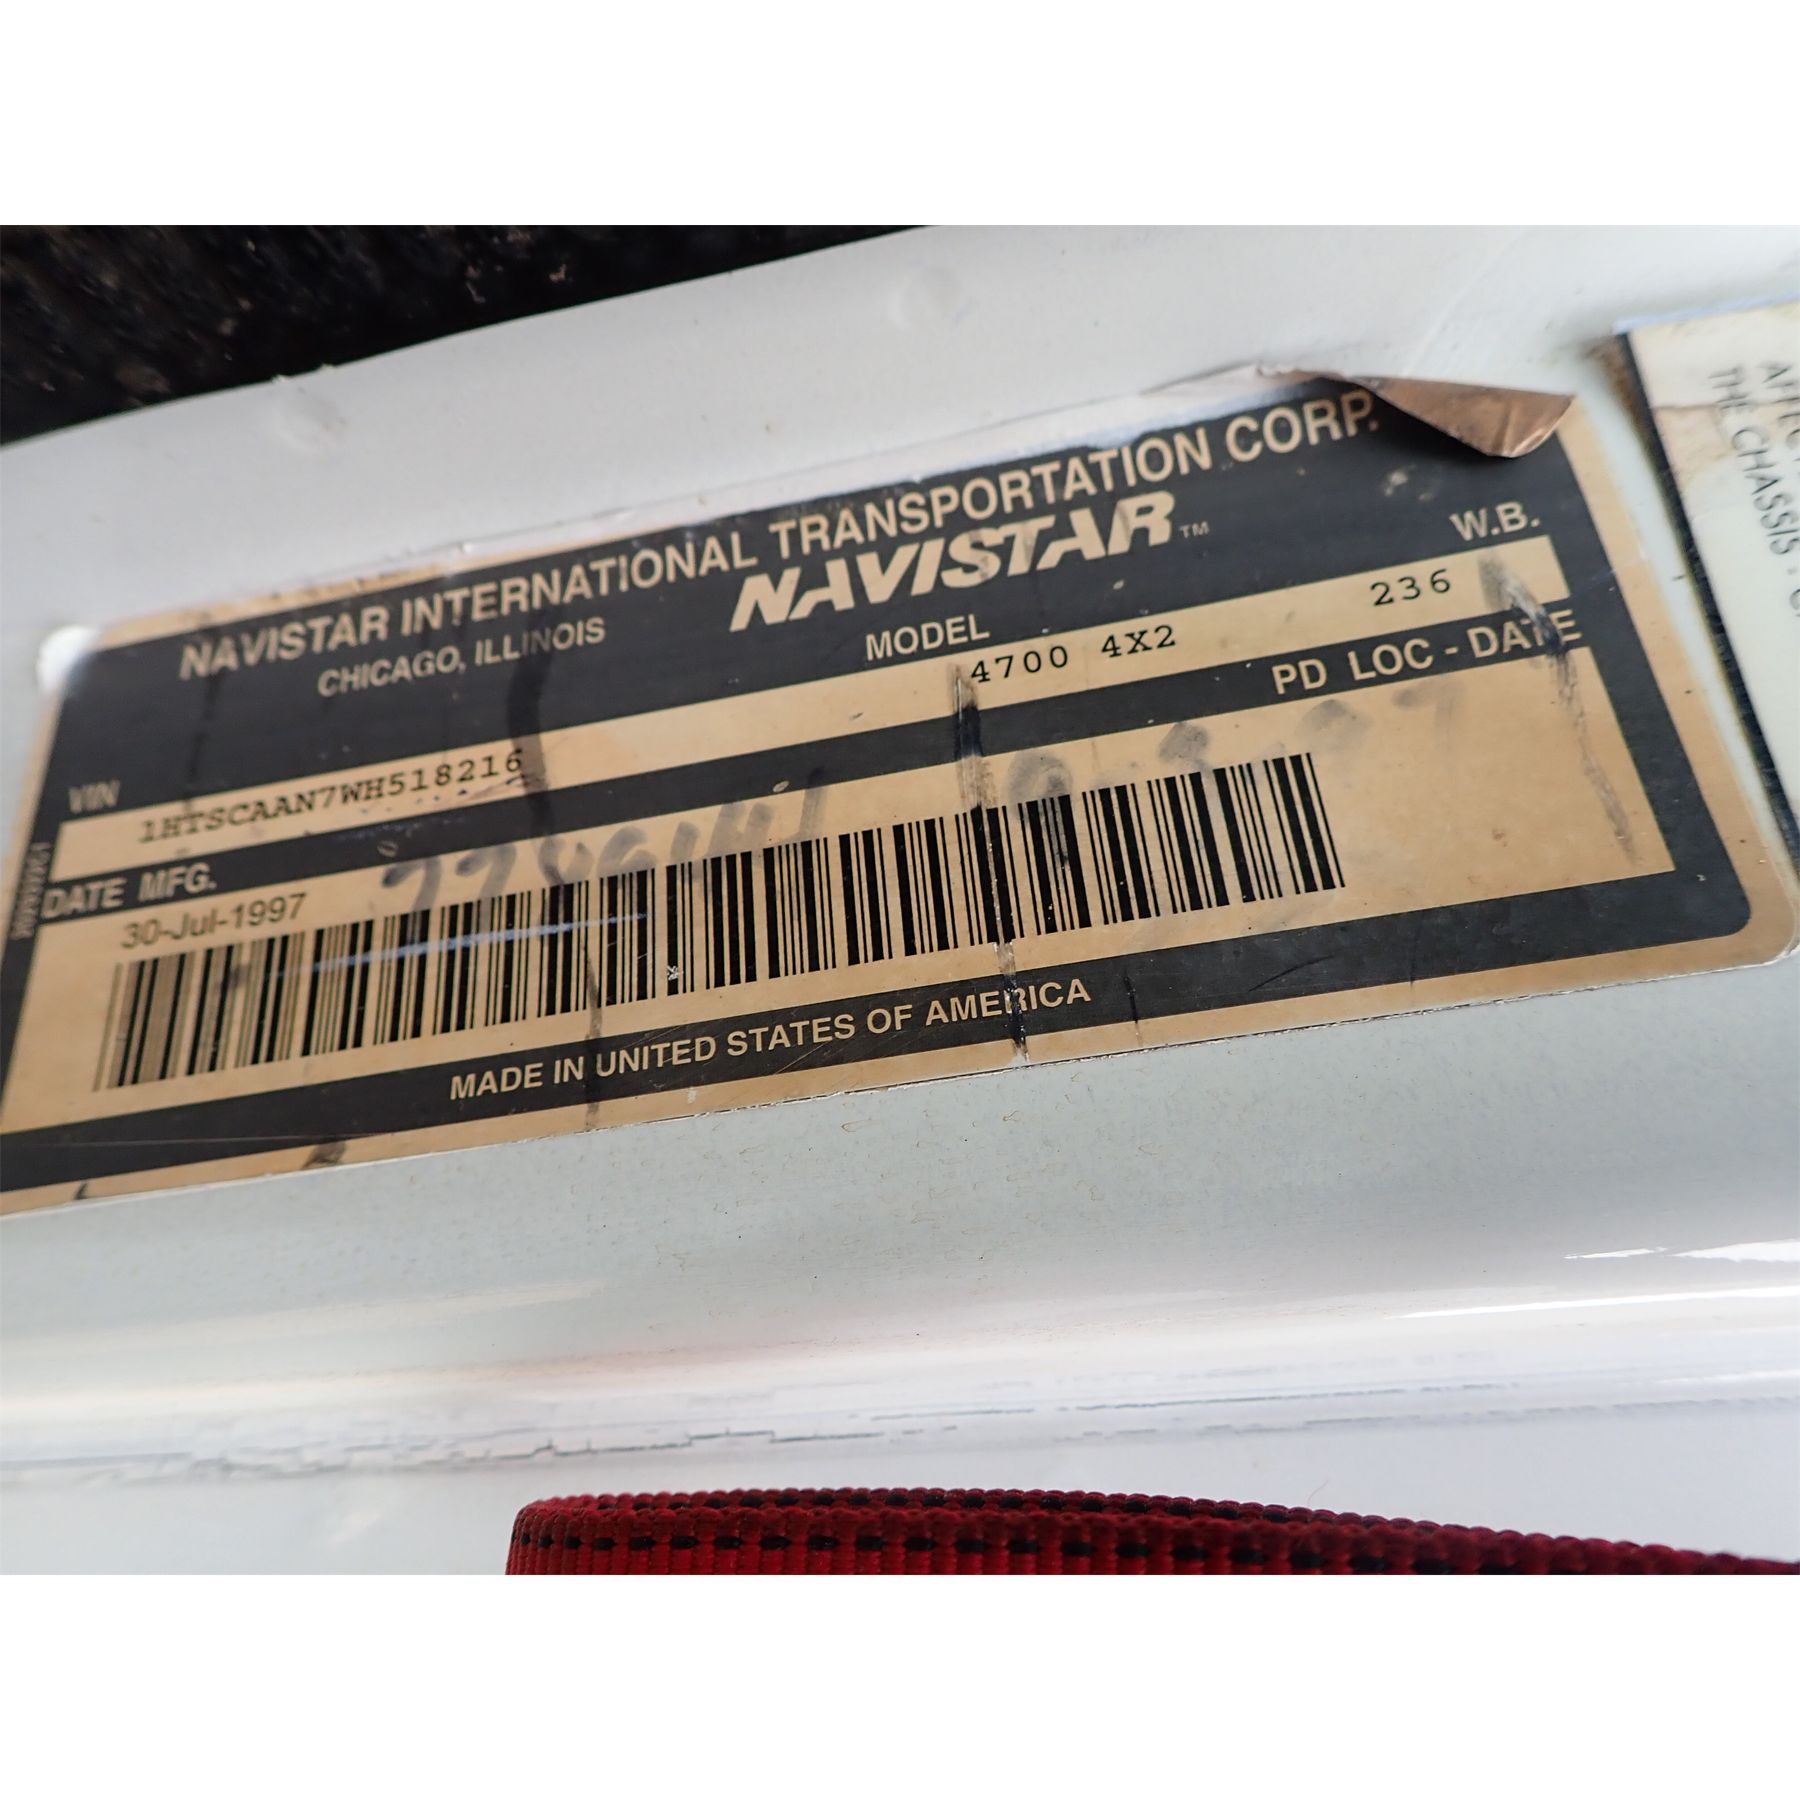 NAVISTAR INTERNATIONAL TRANSPORTATION CORP.
CHICAGO, ILLINOIS
NAVISTAR™
VIN
MODEL
W.B.
1HTSCAAN7WH518216
4700 4X2
236
DATE MFG.
PD LOC - DATE
30-Jul-1997
MADE IN UNITED STATES OF AMERICA
THE CHASSIS